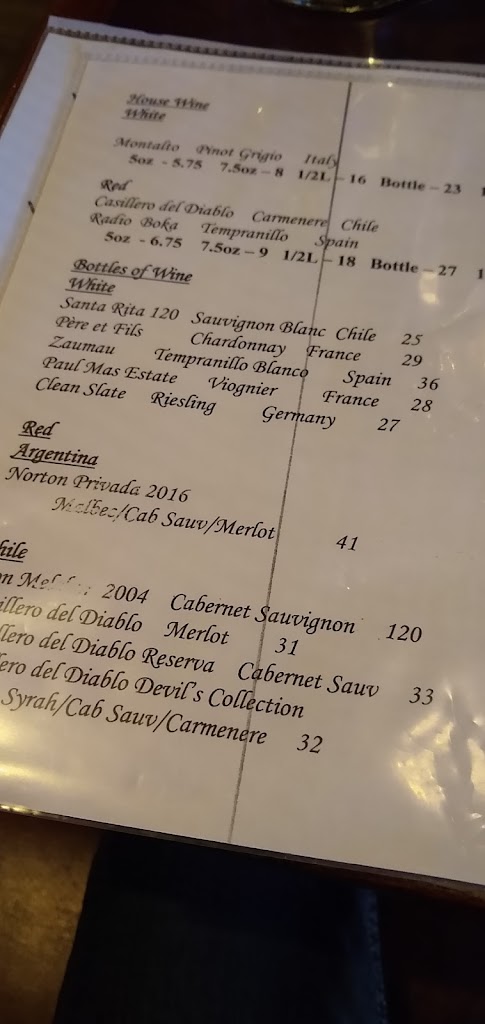 House Wine
White
Montalto Pinot Grigio Italy
5oz - 5.75 7.5oz – 8 1/2L – 16 Bottle – 23 1
Red
Casillero del Diablo Carmenere Chile
Radio Boka Tempranillo Spain
5oz - 6.75 7.5oz – 9 1/2L – 18 Bottle – 27 1
Bottles of Wine
White
Santa Rita 120 Sauvignon Blanc Chile 25
Père et Fils Chardonnay France 29
Zaumau Tempranillo Blanco Spain 36
Paul Mas Estate Viognier France 28
Clean Slate Riesling Germany 27
Red
Argentina
Norton Privada 2016
Malbec/Cab Sauv/Merlot 41
hile
2004 Cabernet Sauvignon 120
illero del Diablo Merlot 31
llero del Diablo Reserva Cabernet Sauv 33
ero del Diablo Devil's Collection
Syrah/Cab Sauv/Carmenere 32